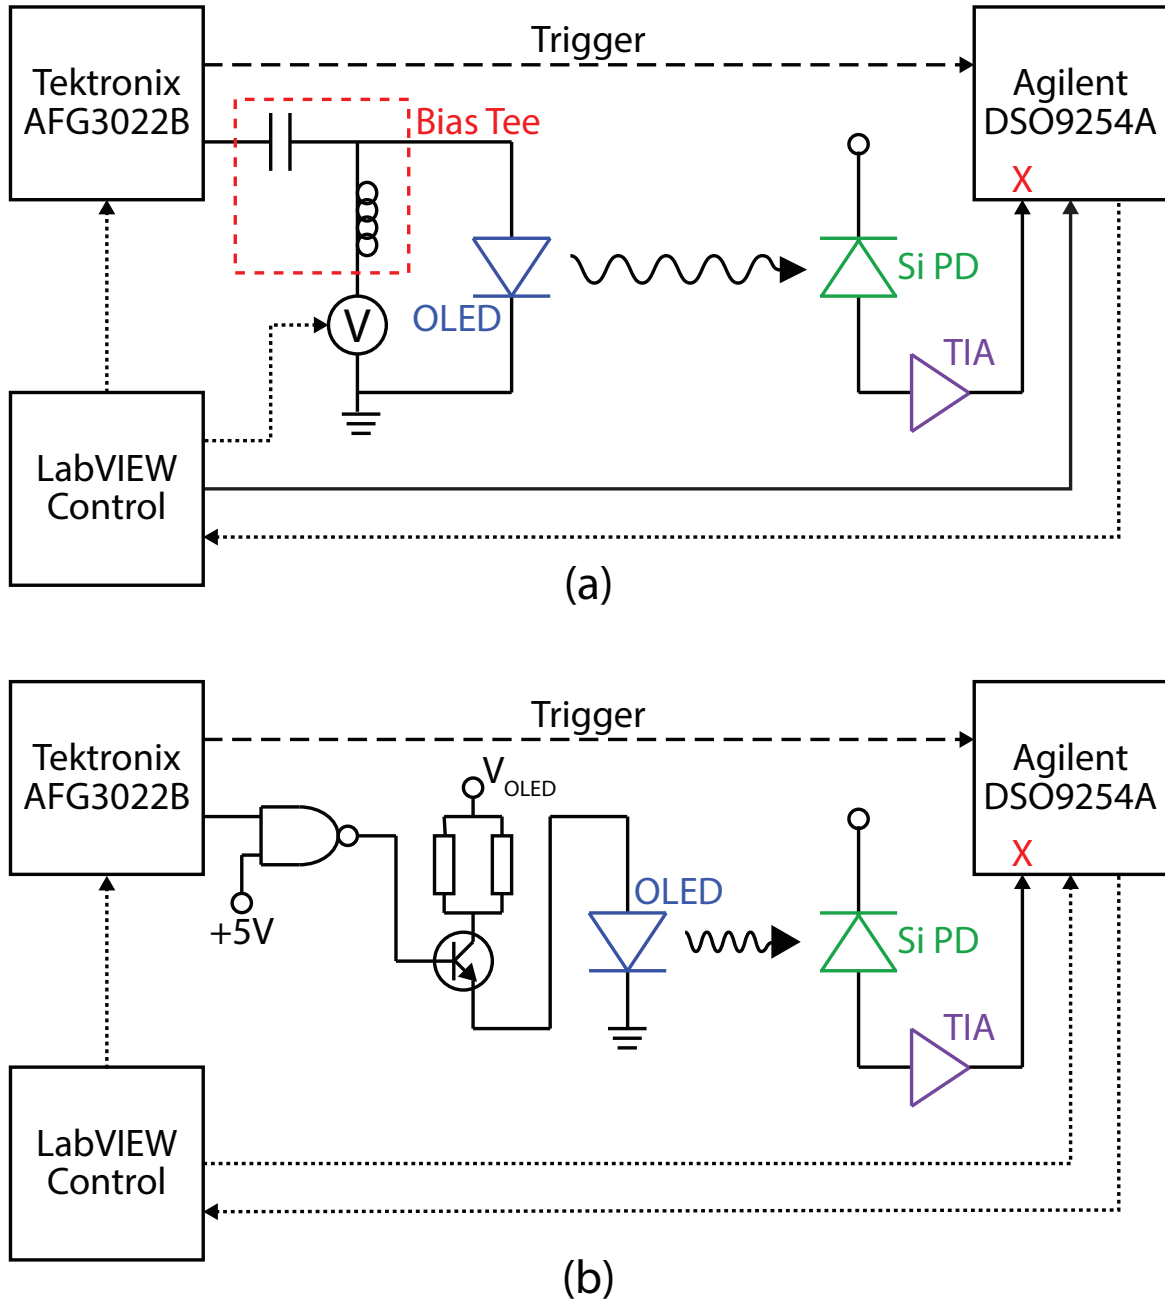 Trigger
Tektronix
AFG3022B
Agilent
DSO9254A
Bias Tee
X
Si PD
OLED
V
TIA
LabVIEW
Control
(a)
Trigger
Tektronix
AFG3022B
Agilent
DSO9254A
VOLED
X
OLED
+5V
Si PD
TIA
LabVIEW
Control
(b)